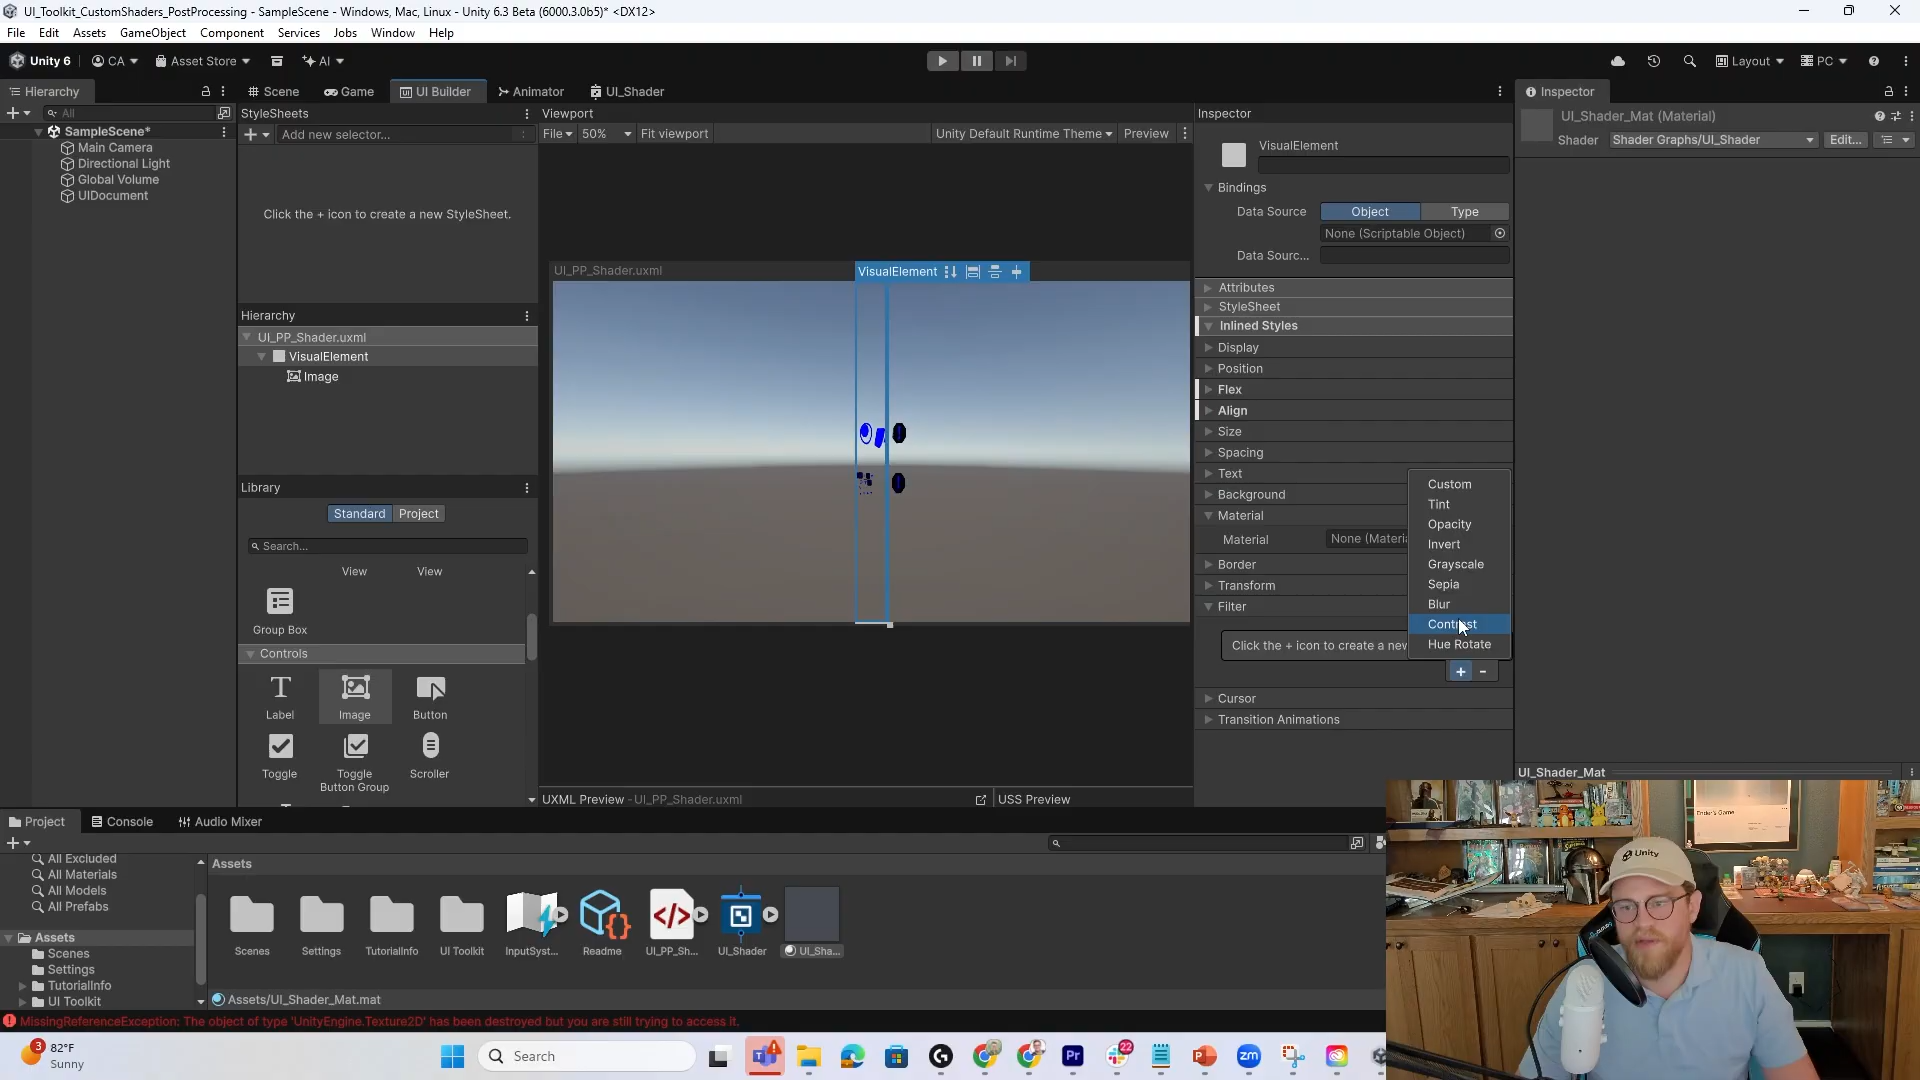 UI_Toolkit_CustomShaders_PostProcessing - SampleScene - Windows, Mac, Linux - Unity 6.3 Beta (6000.3.0b5)* <DX12>
File Edit Assets GameObject Component Services Jobs Window Help
Unity 6 CA Asset Store AI Layout PC
Hierarchy Scene Game UI Builder Animator UI_Shader Inspector
All StyleSheets Viewport Inspector
SampleScene*
Main Camera
Directional Light
Global Volume
UIDocument
Add new selector...
Click the + icon to create a new StyleSheet.
Hierarchy
UI_PP_Shader.uxml
VisualElement
Image
Library
Standard Project
Search...
View View
Group Box
Controls
Label Image Button
Toggle Toggle Button Group Scroller
File 50% Fit viewport Unity Default Runtime Theme Preview
UI_PP_Shader.uxml VisualElement
UXML Preview - UI_PP_Shader.uxml USS Preview
VisualElement
Bindings
Data Source Object Type
None (Scriptable Object)
Data Sourc...
Attributes
StyleSheet
Inlined Styles
Display
Position
Flex
Align
Size
Spacing
Text
Background
Material
Material None (Materi
Border
Transform
Filter
Click the + icon to create a new
+ -
Cursor
Transition Animations
Custom
Tint
Opacity
Invert
Grayscale
Sepia
Blur
Contrast
Hue Rotate
UI_Shader_Mat (Material)
Shader Shader Graphs/UI_Shader Edit...
UI_Shader_Mat
Project Console Audio Mixer
All Excluded
All Materials
All Models
All Prefabs
Assets
Scenes
Settings
TutorialInfo
UI Toolkit
Assets
Scenes Settings TutorialInfo UI Toolkit InputSyst... Readme UI_PP_Sh... UI_Shader UI_Sha...
Assets/UI_Shader_Mat.mat
MissingReferenceException: The object of type 'UnityEngine.Texture2D' has been destroyed but you are still trying to access it.
3 82°F
Sunny
Search
22
Pr
zm
Ender's Game
Unity